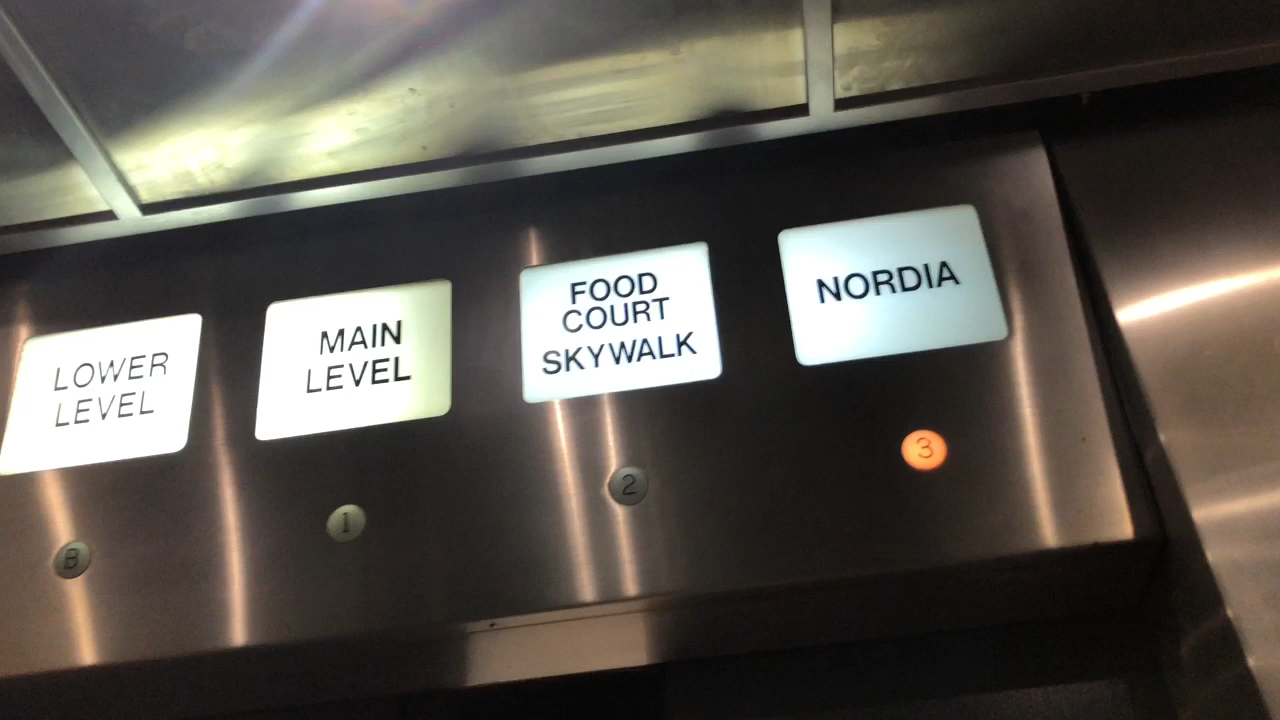 LOWER
LEVEL
MAIN
LEVEL
FOOD
COURT
SKYWALK
NORDIA
B
1
2
3